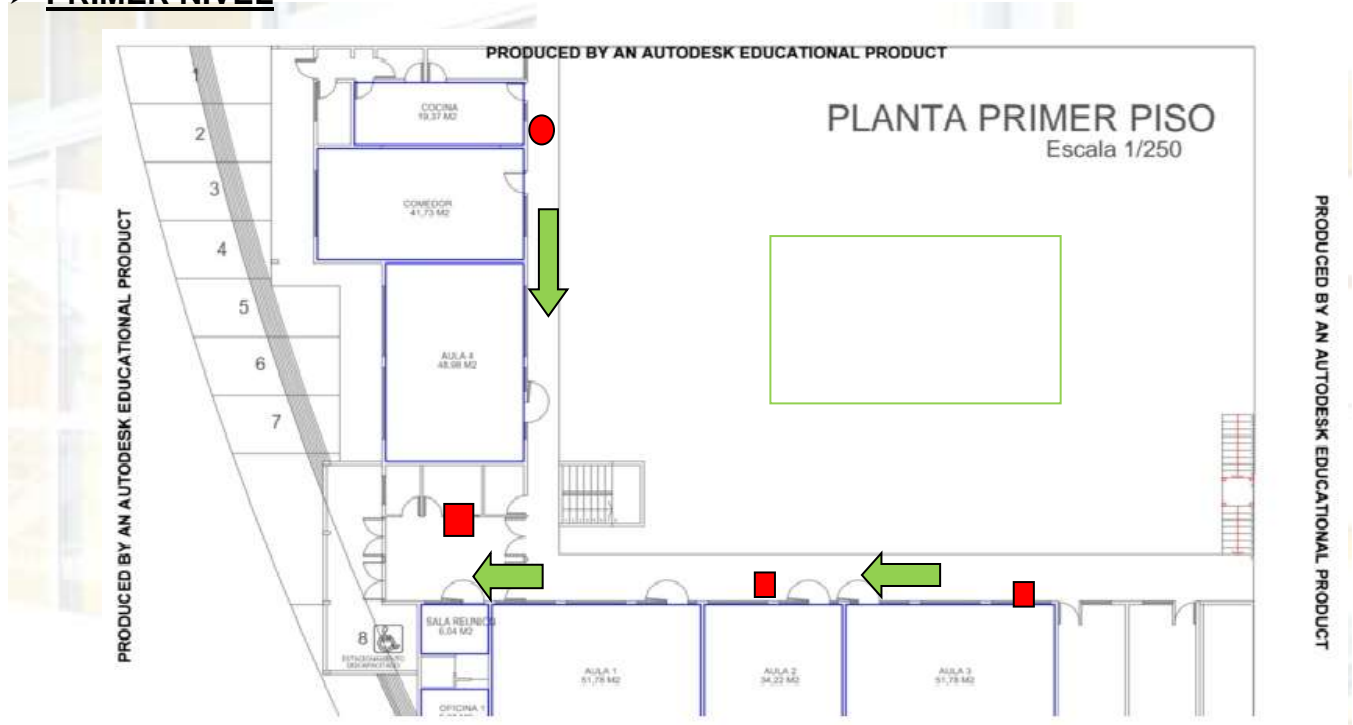 PRIMER NIVEL
PRODUCED BY AN AUTODESK EDUCATIONAL PRODUCT
PLANTA PRIMER PISO
Escala 1/250
1
2
3
4
5
6
7
8
COCINA
19,37 M2
COMEDOR
41,73 M2
AULA 4
48,98 M2
PRODUCED BY AN AUTODESK EDUCATIONAL PRODUCT
PRODUCED BY AN AUTODESK EDUCATIONAL PRODUCT
ESTACIONAMIENTO
DISCAPACITADO
SALA REUNION
6,04 M2
OFICINA 1
AULA 1
51,78 M2
AULA 2
34,22 M2
AULA 3
51,78 M2